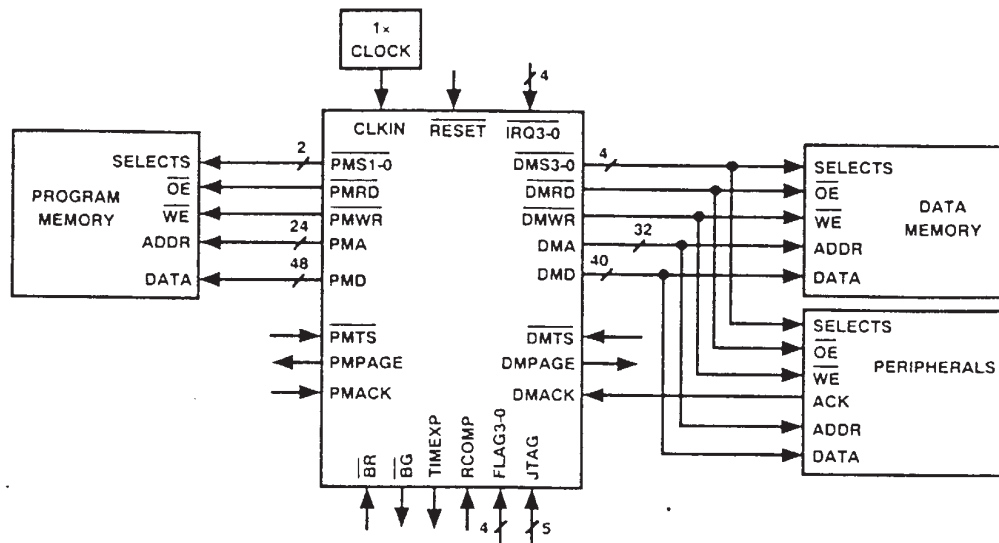 1×
CLOCK
4
CLKIN
RESET
IRQ3-0
PROGRAM
MEMORY
SELECTS
OE
WE
ADDR
DATA
2
24
48
PMS1-0
PMRD
PMWR
PMA
PMD
PMTS
PMPAGE
PMACK
DMS3-0
DMRD
DMWR
DMA
DMD
DMTS
DMPAGE
DMACK
4
32
40
SELECTS
OE
WE
ADDR
DATA
DATA
MEMORY
SELECTS
OE
WE
ACK
ADDR
DATA
PERIPHERALS
BR
BG
TIMEXP
RCOMP
FLAG3-0
JTAG
4
5